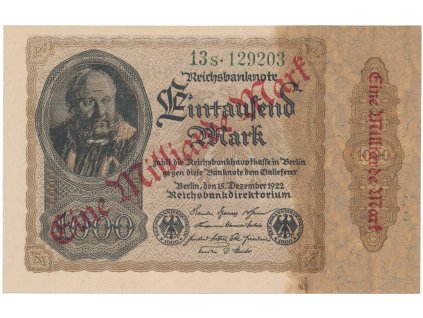 13s·129203
Reichsbanknote
Eintausend
Mark
zahlt die Reichsbankhauptkasse in Berlin
gegen diese Banknote dem Einlieferer
Berlin, den 15. Dezember 1922
Reichsbankdirektorium
1000
Eine Milliarde Mark
Eine Milliarde Mark